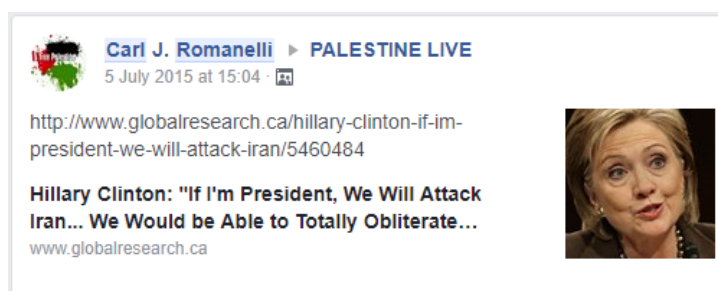 Carl J. Romanelli ▸ PALESTINE LIVE
5 July 2015 at 15:04 ·
http://www.globalresearch.ca/hillary-clinton-if-im-
president-we-will-attack-iran/5460484
Hillary Clinton: "If I'm President, We Will Attack
Iran... We Would be Able to Totally Obliterate…
www.globalresearch.ca